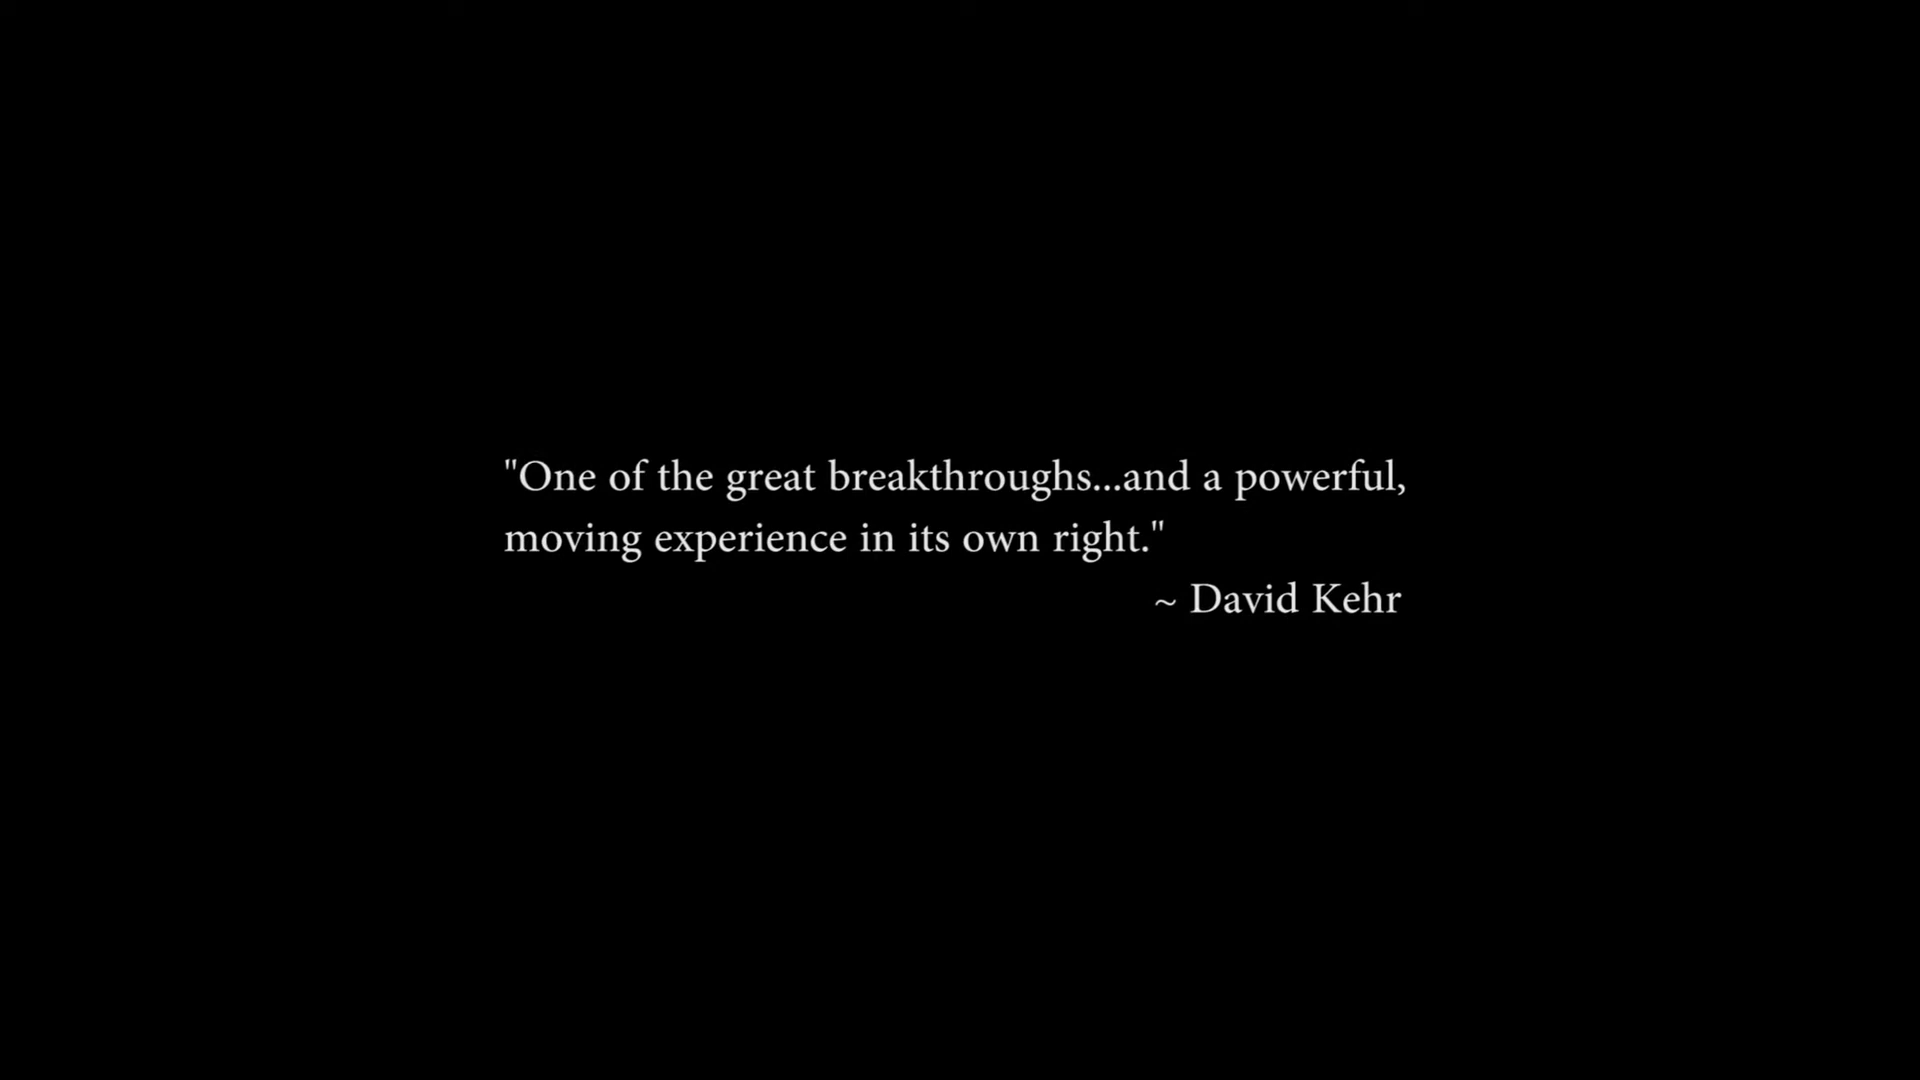 "One of the great breakthroughs...and a powerful,
moving experience in its own right."
~ David Kehr